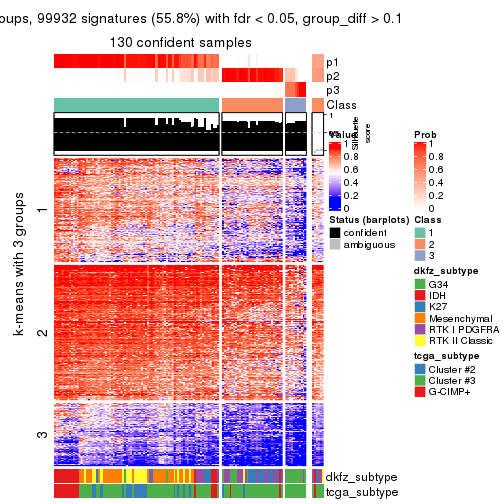 oups, 99932 signatures (55.8%) with fdr < 0.05, group_diff > 0.1
130 confident samples
p1
p2
p3
Class
1
0
Silhouette
score
k-means with 3 groups
1
2
3
dkfz_subtype
tcga_subtype
Value
1
0.8
0.6
0.4
0.2
0
Prob
1
0.8
0.6
0.4
0.2
0
Status (barplots)
confident
ambiguous
Class
1
2
3
dkfz_subtype
G34
IDH
K27
Mesenchymal
RTK I PDGFRA
RTK II Classic
tcga_subtype
Cluster #2
Cluster #3
G-CIMP+